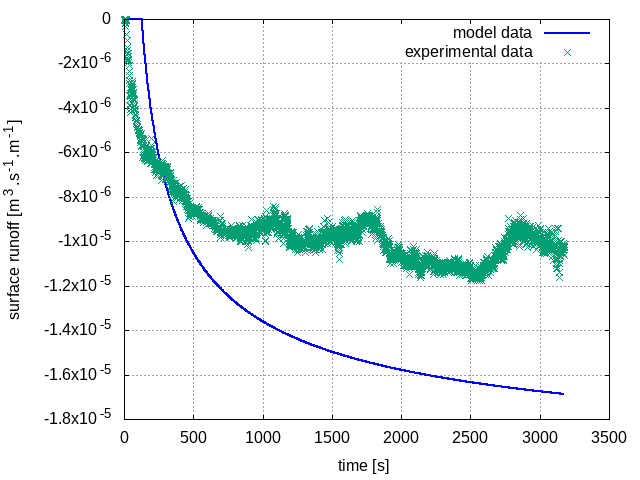 0
-2x10^-6
-4x10^-6
-6x10^-6
-8x10^-6
-1x10^-5
-1.2x10^-5
-1.4x10^-5
-1.6x10^-5
-1.8x10^-5
surface runoff [m^3.s^-1.m^-1]
model data
experimental data
0 500 1000 1500 2000 2500 3000 3500
time [s]